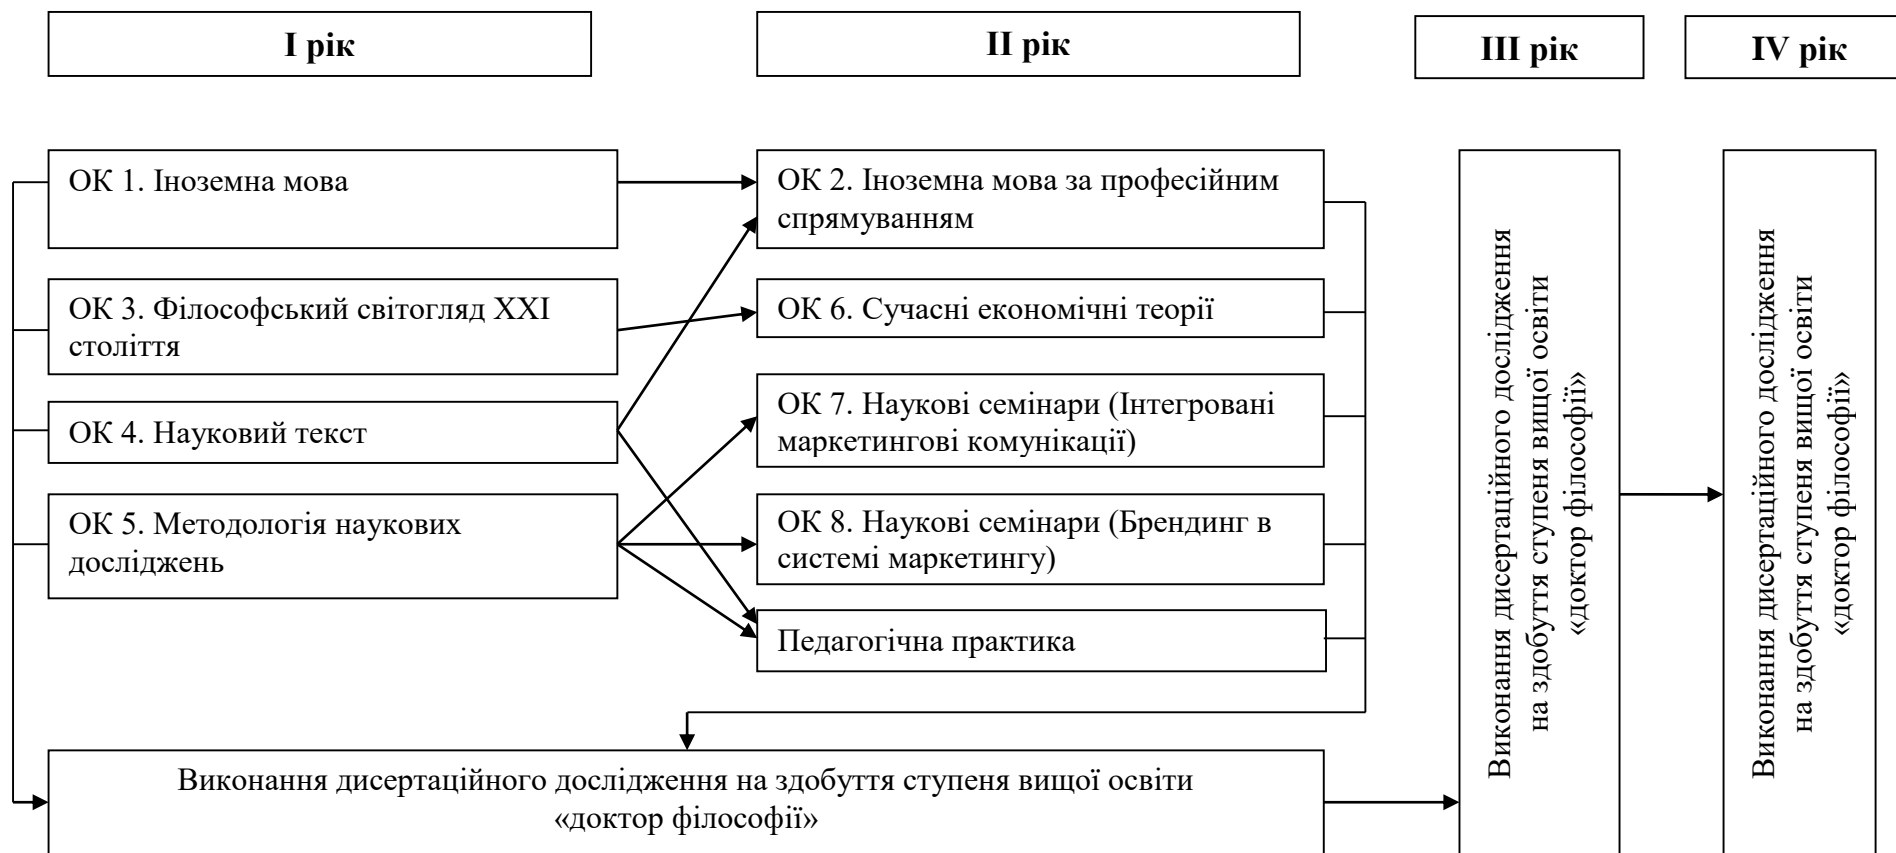 I рік
II рік
III рік
IV рік
ОК 1. Іноземна мова
ОК 3. Філософський світогляд ХХІ
століття
ОК 4. Науковий текст
ОК 5. Методологія наукових
досліджень
ОК 2. Іноземна мова за професійним
спрямуванням
ОК 6. Сучасні економічні теорії
ОК 7. Наукові семінари (Інтегровані
маркетингові комунікації)
ОК 8. Наукові семінари (Брендинг в
системі маркетингу)
Педагогічна практика
Виконання дисертаційного дослідження на здобуття ступеня вищої освіти
«доктор філософії»
Виконання дисертаційного дослідження
на здобуття ступеня вищої освіти
«доктор філософії»
Виконання дисертаційного дослідження
на здобуття ступеня вищої освіти
«доктор філософії»